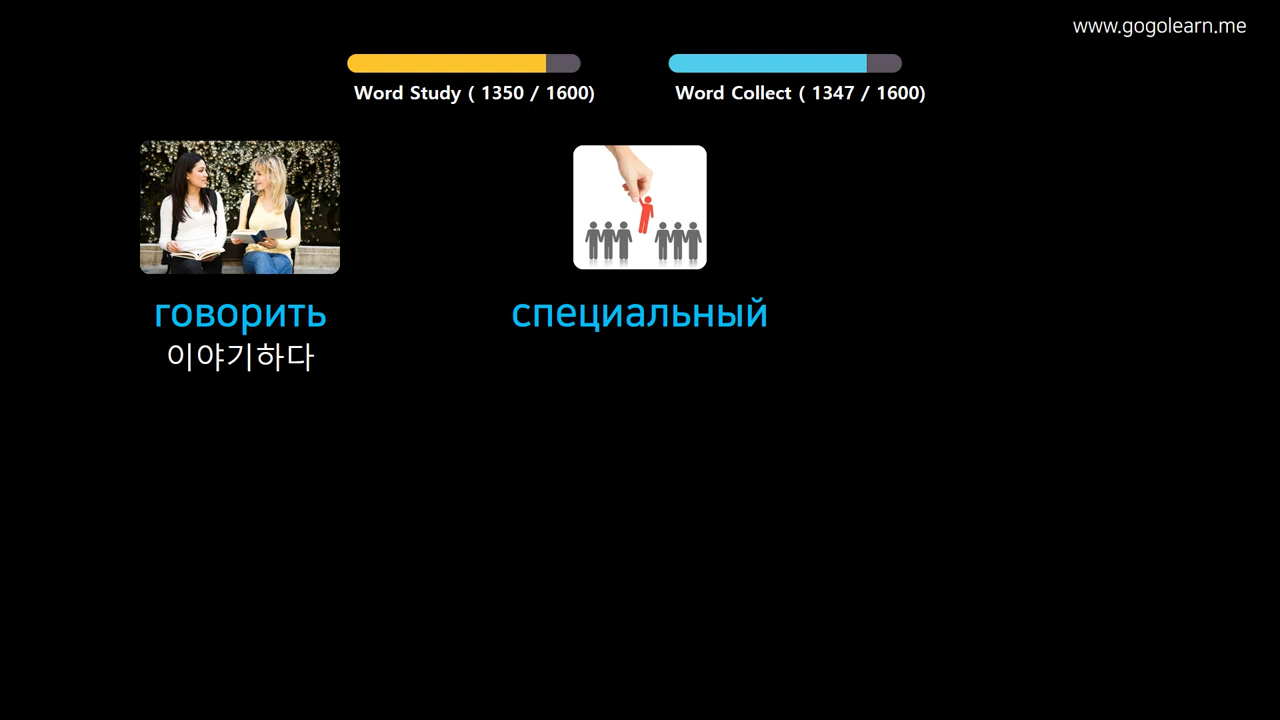 www.gogolearn.me
Word Study ( 1350 / 1600)
Word Collect ( 1347 / 1600)
говорить
이야기하다
специальный